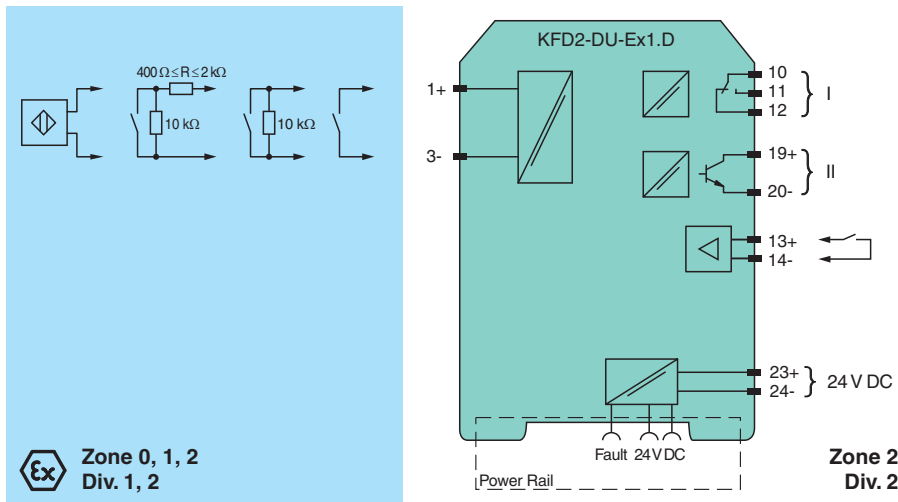 KFD2-DU-Ex1.D
400 Ω ≤ R ≤ 2 kΩ
10 kΩ
10 kΩ
1+
3-
10
11
12
I
19+
20-
II
13+
14-
23+
24-
24 V DC
Fault 24 V DC
Power Rail
Ex
Zone 0, 1, 2
Div. 1, 2
Zone 2
Div. 2